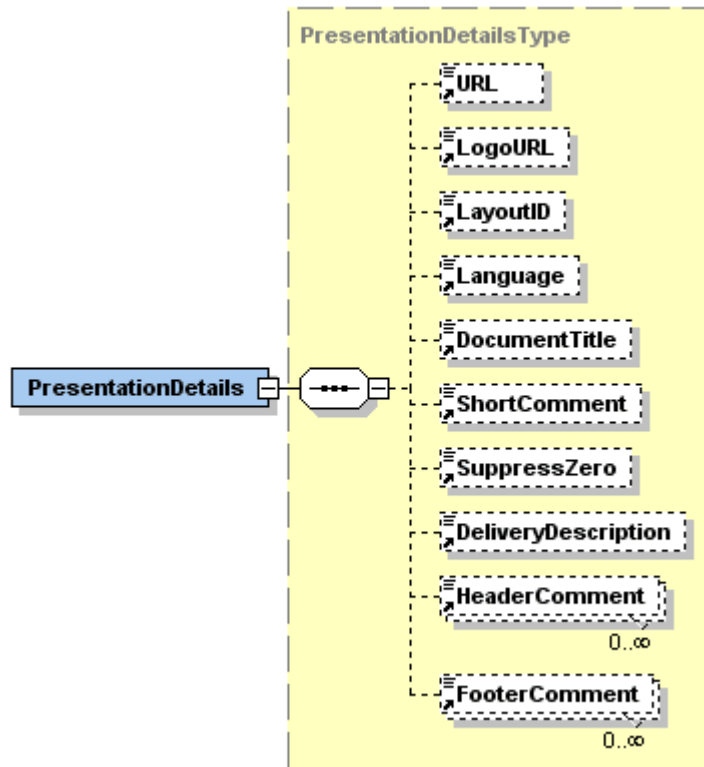 PresentationDetailsType
URL
LogoURL
LayoutID
Language
DocumentTitle
PresentationDetails
ShortComment
SuppressZero
DeliveryDescription
HeaderComment
0..∞
FooterComment
0..∞